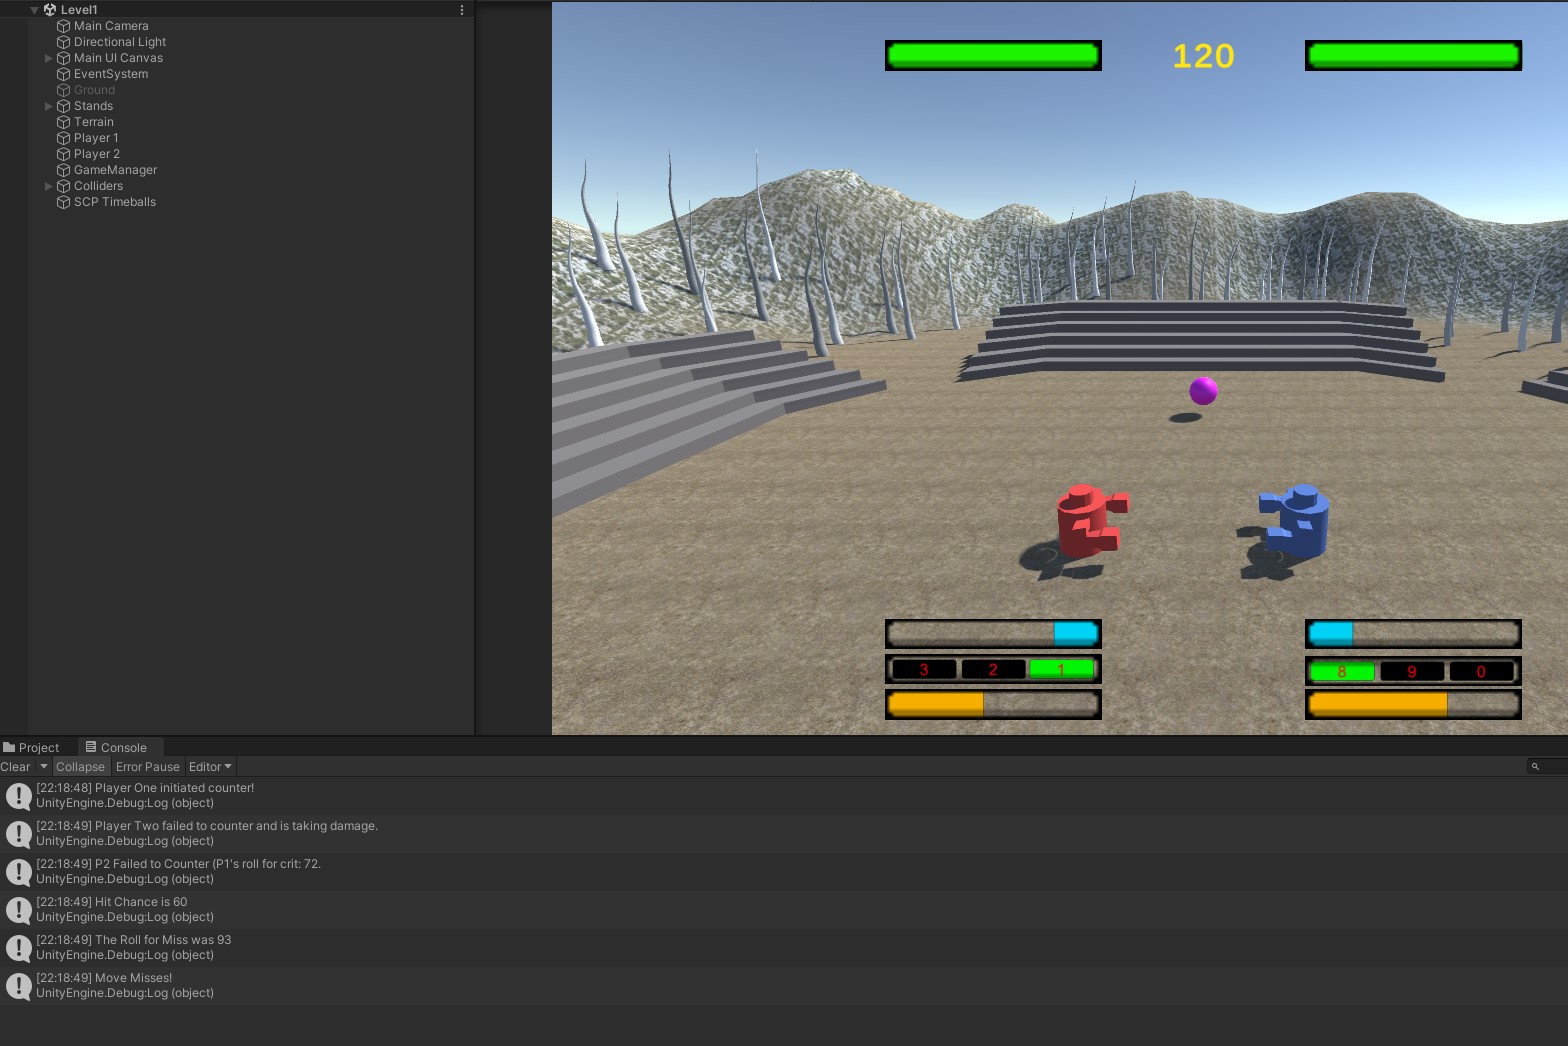 Level1
Main Camera
Directional Light
Main UI Canvas
EventSystem
Ground
Stands
Terrain
Player 1
Player 2
GameManager
Colliders
SCP Timeballs
120
3 2 1
8 9 0
Project Console
Clear Collapse Error Pause Editor
[22:18:48] Player One initiated counter!
UnityEngine.Debug:Log (object)
[22:18:49] Player Two failed to counter and is taking damage.
UnityEngine.Debug:Log (object)
[22:18:49] P2 Failed to Counter (P1's roll for crit: 72.
UnityEngine.Debug:Log (object)
[22:18:49] Hit Chance is 60
UnityEngine.Debug:Log (object)
[22:18:49] The Roll for Miss was 93
UnityEngine.Debug:Log (object)
[22:18:49] Move Misses!
UnityEngine.Debug:Log (object)